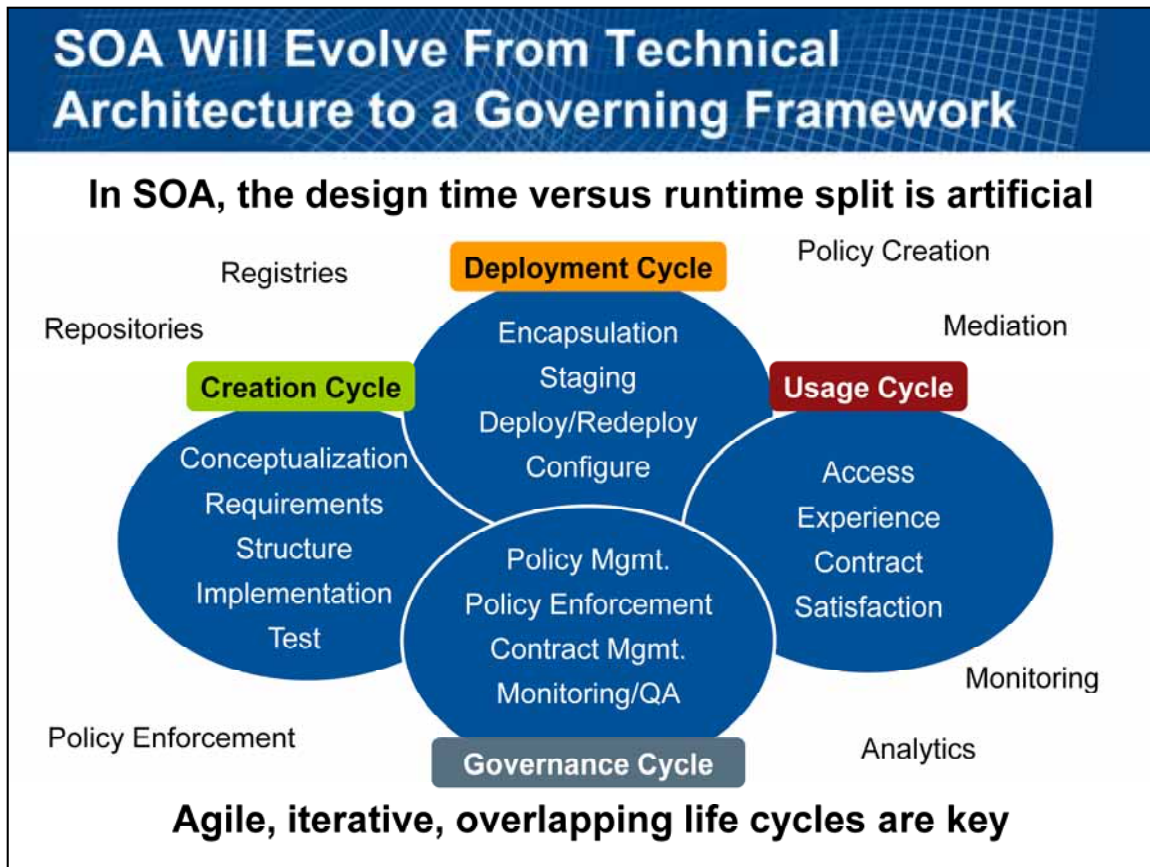 SOA Will Evolve From Technical
Architecture to a Governing Framework
In SOA, the design time versus runtime split is artificial
Registries
Repositories
Policy Creation
Mediation
Deployment Cycle
Encapsulation
Staging
Deploy/Redeploy
Configure
Creation Cycle
Conceptualization
Requirements
Structure
Implementation
Test
Usage Cycle
Access
Experience
Contract
Satisfaction
Policy Mgmt.
Policy Enforcement
Contract Mgmt.
Monitoring/QA
Governance Cycle
Policy Enforcement
Monitoring
Analytics
Agile, iterative, overlapping life cycles are key